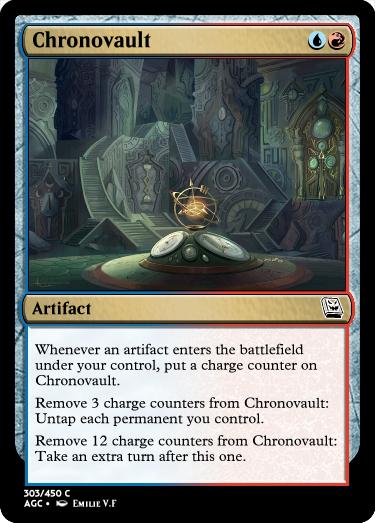 Chronovault
Artifact
Whenever an artifact enters the battlefield
under your control, put a charge counter on
Chronovault.
Remove 3 charge counters from Chronovault:
Untap each permanent you control.
Remove 12 charge counters from Chronovault:
Take an extra turn after this one.
303/450 C
AGC • Emilie V.F